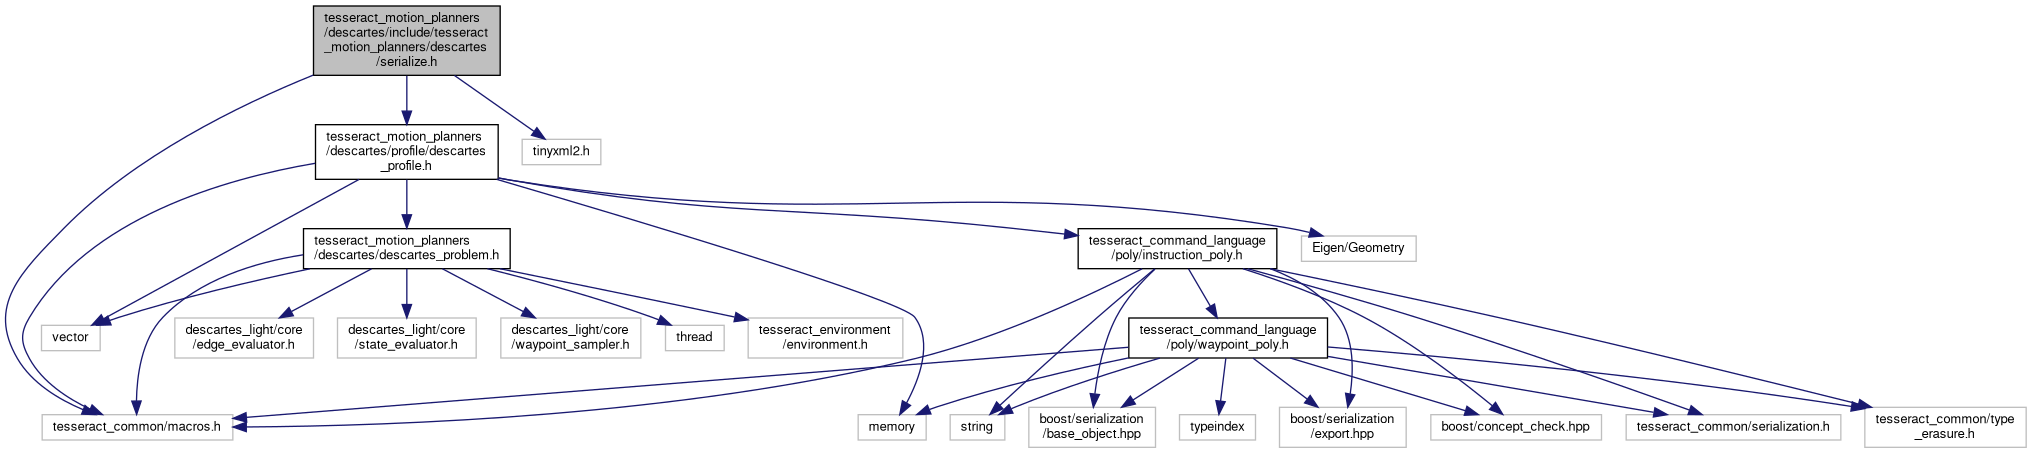 tesseract_motion_planners
/descartes/include/tesseract
_motion_planners/descartes
/serialize.h
tesseract_motion_planners
/descartes/profile/descartes
_profile.h
tinyxml2.h
tesseract_motion_planners
/descartes/descartes_problem.h
tesseract_command_language
/poly/instruction_poly.h
Eigen/Geometry
vector
descartes_light/core
/edge_evaluator.h
descartes_light/core
/state_evaluator.h
descartes_light/core
/waypoint_sampler.h
thread
tesseract_environment
/environment.h
tesseract_command_language
/poly/waypoint_poly.h
tesseract_common/macros.h
memory
string
boost/serialization
/base_object.hpp
typeindex
boost/serialization
/export.hpp
boost/concept_check.hpp
tesseract_common/serialization.h
tesseract_common/type
_erasure.h